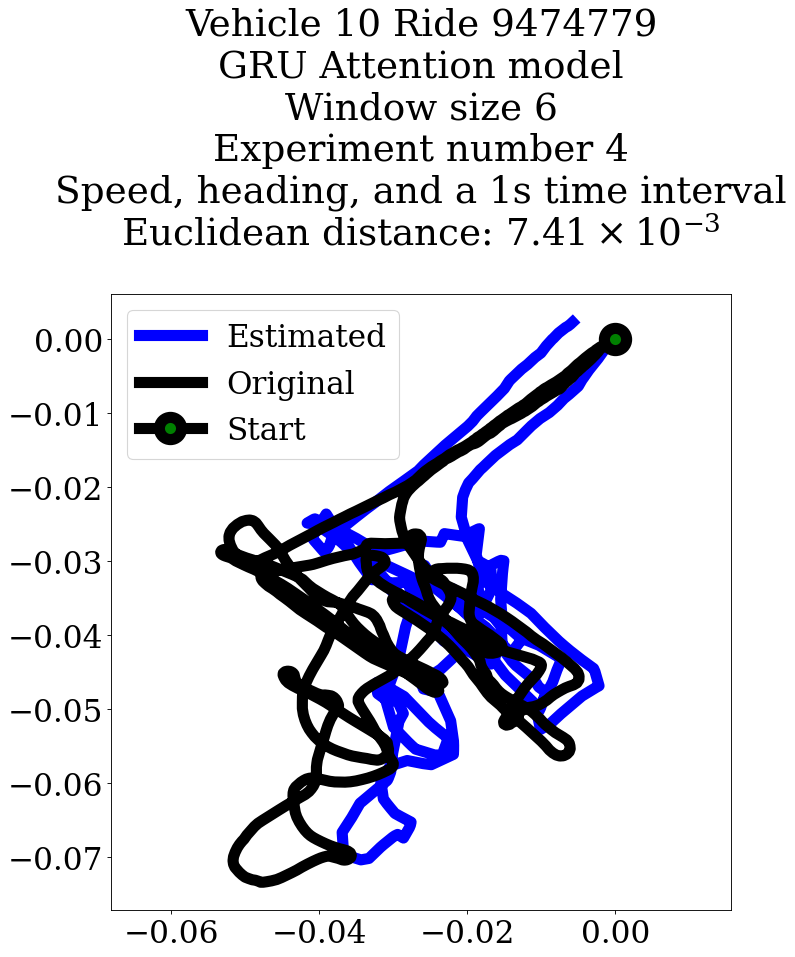 Vehicle 10 Ride 9474779
GRU Attention model
Window size 6
Experiment number 4
Speed, heading, and a 1s time interval
Euclidean distance: 7.41 × 10⁻³
Estimated
Original
Start
0.00
−0.01
−0.02
−0.03
−0.04
−0.05
−0.06
−0.07
−0.06 −0.04 −0.02 0.00